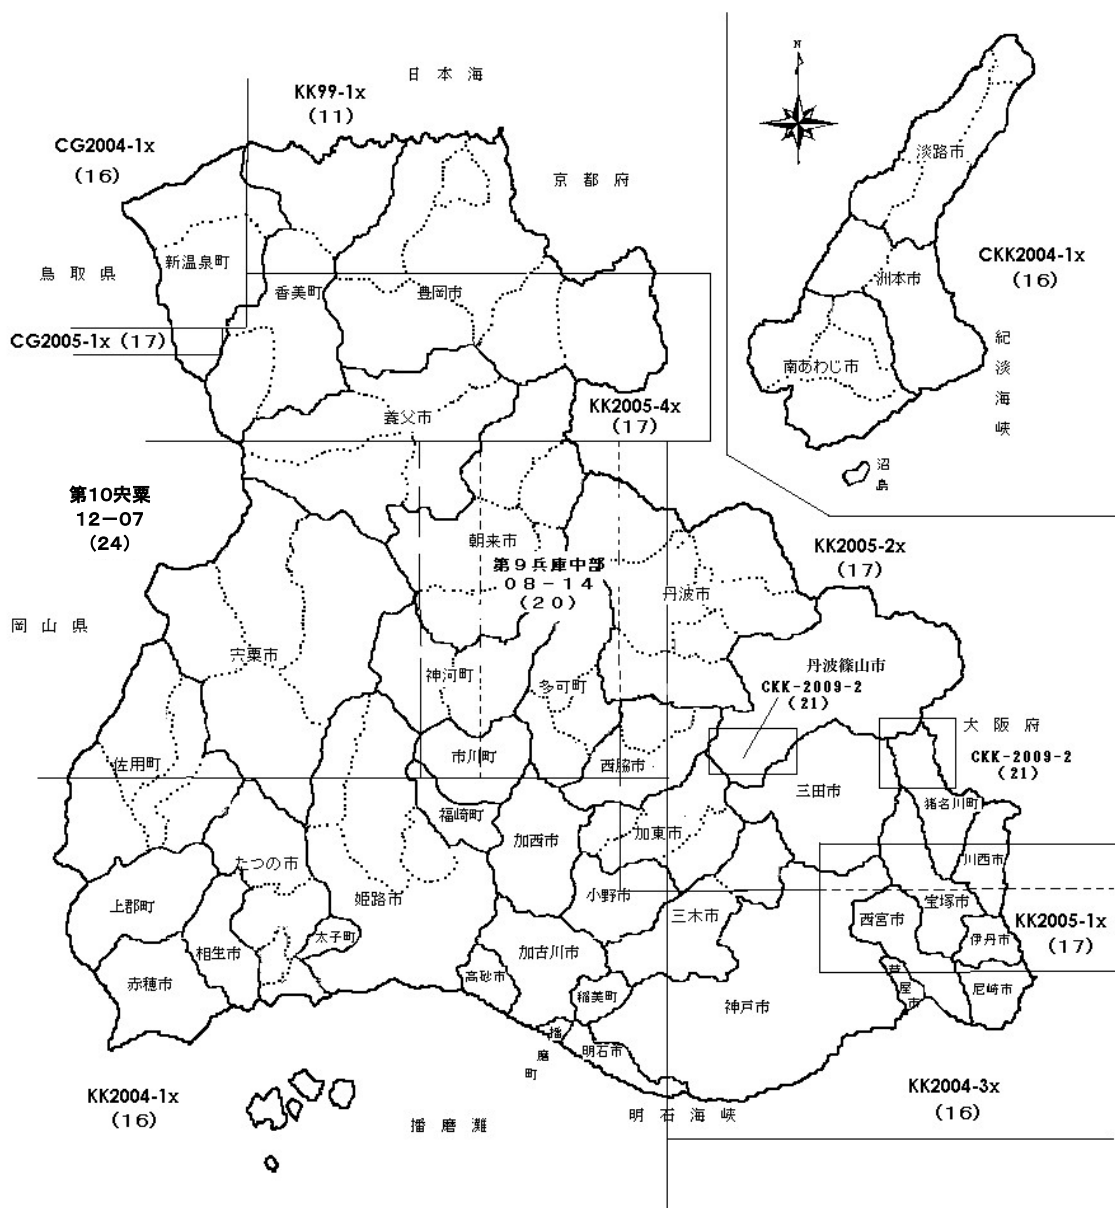 日本海
KK99-1x
(11)
CG2004-1x
(16)
京都府
N
淡路市
鳥取県
新温泉町
香美町
豊岡市
CKK2004-1x
(16)
洲本市
CG2005-1x (17)
紀淡海峡
南あわじ市
養父市
KK2005-4x
(17)
沼島
第10宍粟
12−07
(24)
朝来市
第9兵庫中部
08−14
(20)
KK2005-2x
(17)
丹波市
岡山県
宍粟市
神河町
多可町
丹波篠山市
CKK-2009-2
(21)
大阪府
CKK-2009-2
(21)
佐用町
市川町
西脇市
三田市
猪名川町
福崎町
加西市
加東市
川西市
たつの市
姫路市
小野市
三木市
宝塚市
上郡町
太子町
西宮市
KK2005-1x
(17)
伊丹市
相生市
加古川市
赤穂市
高砂市
稲美町
神戸市
芦屋市
尼崎市
播磨町
明石市
KK2004-1x
(16)
KK2004-3x
(16)
播磨灘
明石海峡